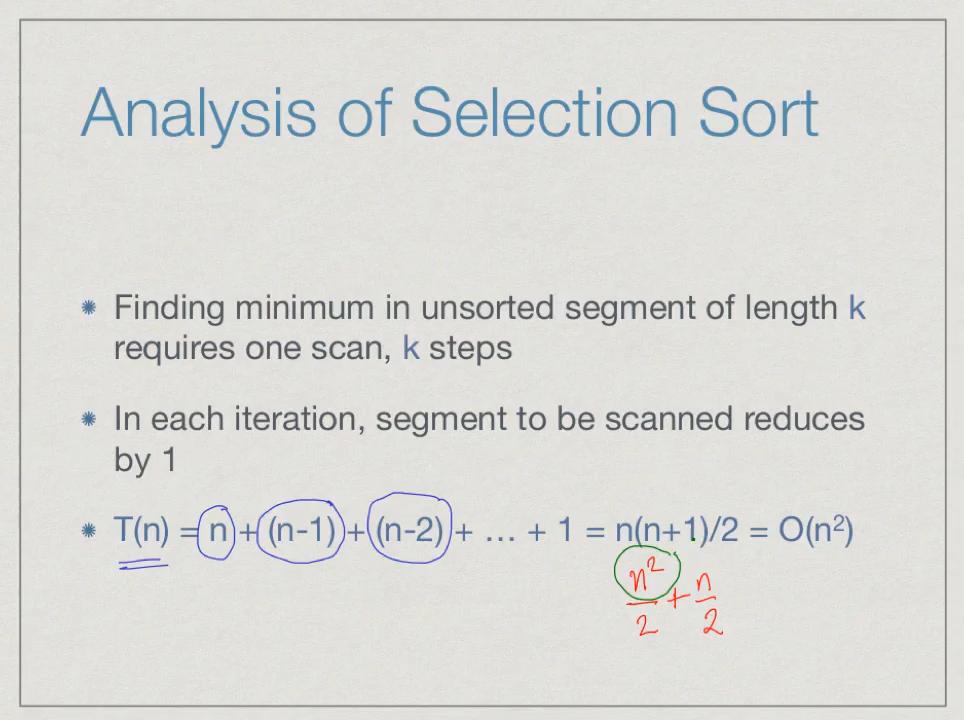 Analysis of Selection Sort
Finding minimum in unsorted segment of length k
requires one scan, k steps
In each iteration, segment to be scanned reduces
by 1
T(n) = n + (n-1) + (n-2) + … + 1 = n(n+1)/2 = O(n²)
n²/2 + n/2